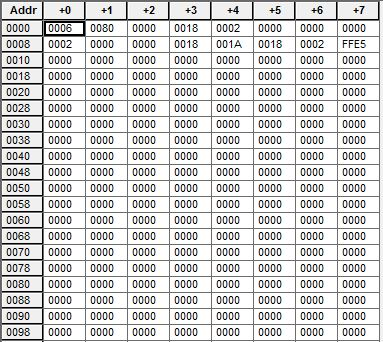 Addr +0 +1 +2 +3 +4 +5 +6 +7
0000 0006 0080 0000 0018 0002 0000 0000 0000
0008 0002 0000 0000 0018 001A 0018 0002 FFE5
0010 0000 0000 0000 0000 0000 0000 0000 0000
0018 0000 0000 0000 0000 0000 0000 0000 0000
0020 0000 0000 0000 0000 0000 0000 0000 0000
0028 0000 0000 0000 0000 0000 0000 0000 0000
0030 0000 0000 0000 0000 0000 0000 0000 0000
0038 0000 0000 0000 0000 0000 0000 0000 0000
0040 0000 0000 0000 0000 0000 0000 0000 0000
0048 0000 0000 0000 0000 0000 0000 0000 0000
0050 0000 0000 0000 0000 0000 0000 0000 0000
0058 0000 0000 0000 0000 0000 0000 0000 0000
0060 0000 0000 0000 0000 0000 0000 0000 0000
0068 0000 0000 0000 0000 0000 0000 0000 0000
0070 0000 0000 0000 0000 0000 0000 0000 0000
0078 0000 0000 0000 0000 0000 0000 0000 0000
0080 0000 0000 0000 0000 0000 0000 0000 0000
0088 0000 0000 0000 0000 0000 0000 0000 0000
0090 0000 0000 0000 0000 0000 0000 0000 0000
0098 0000 0000 0000 0000 0000 0000 0000 0000